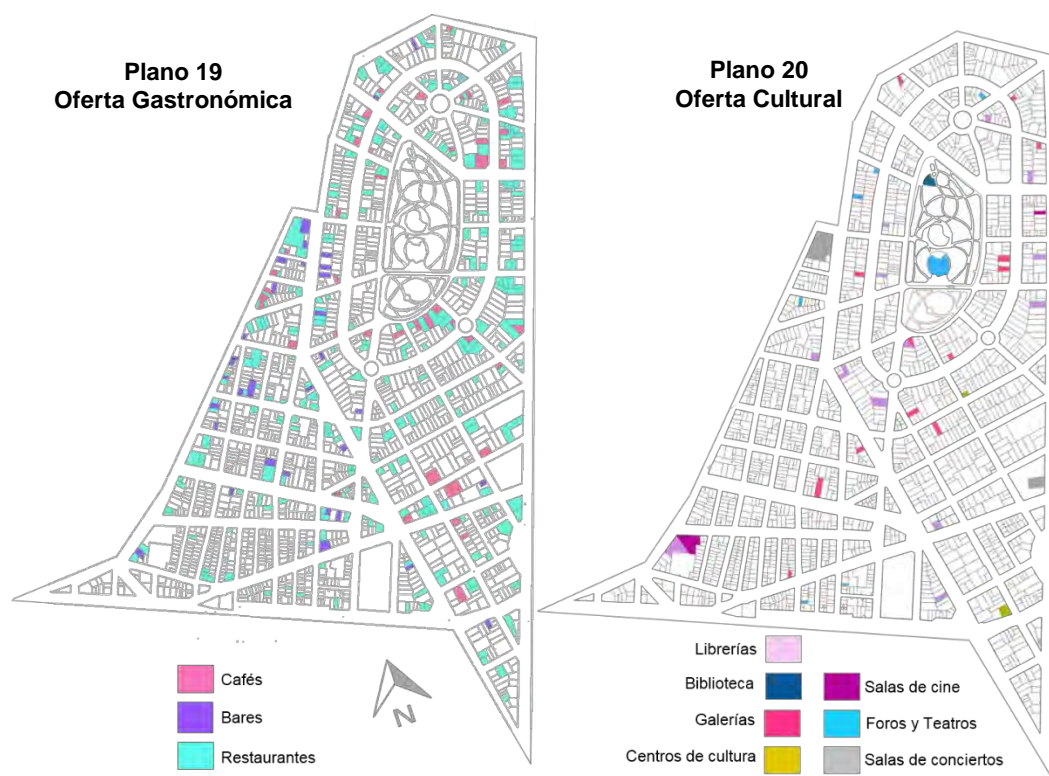 Plano 19
Oferta Gastronómica
Plano 20
Oferta Cultural
Cafés
Bares
Restaurantes
N
Librerías
Biblioteca
Galerías
Centros de cultura
Salas de cine
Foros y Teatros
Salas de conciertos